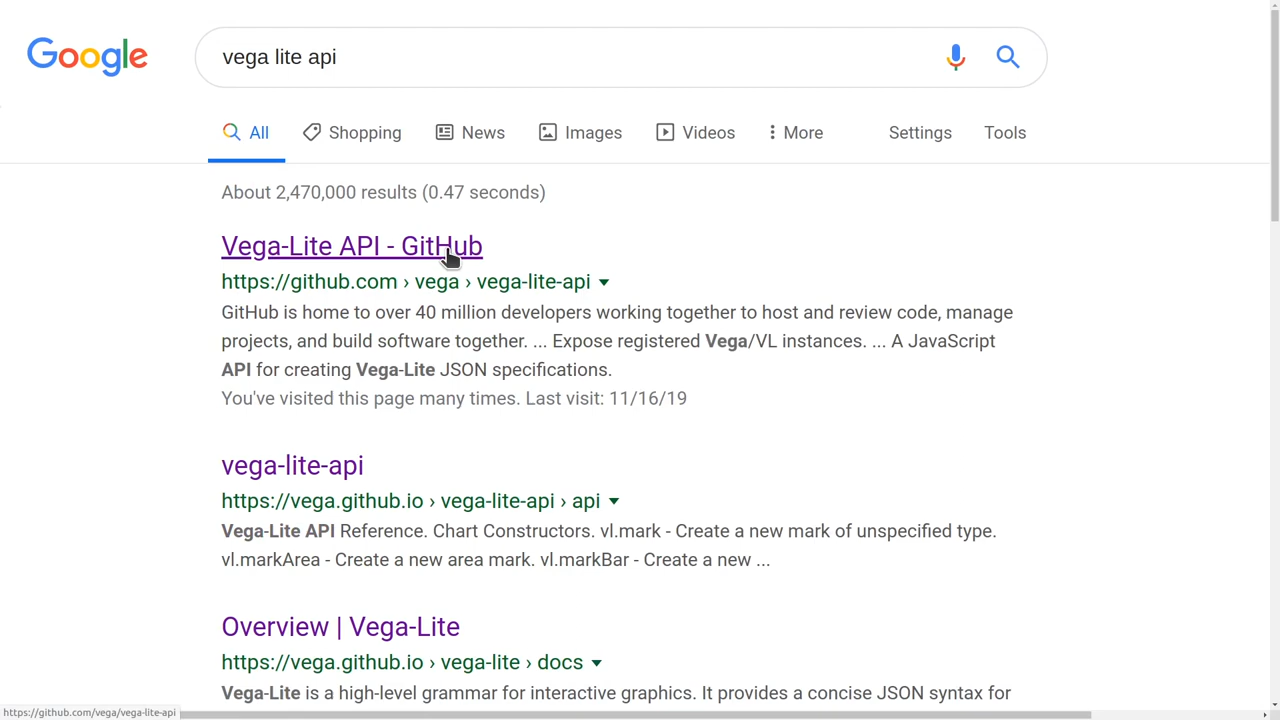 Google
vega lite api
All
Shopping
News
Images
Videos
More
Settings
Tools
About 2,470,000 results (0.47 seconds)
Vega-Lite API - GitHub
https://github.com › vega › vega-lite-api
GitHub is home to over 40 million developers working together to host and review code, manage
projects, and build software together. ... Expose registered Vega/VL instances. ... A JavaScript
API for creating Vega-Lite JSON specifications.
You've visited this page many times. Last visit: 11/16/19
vega-lite-api
https://vega.github.io › vega-lite-api › api
Vega-Lite API Reference. Chart Constructors. vl.mark - Create a new mark of unspecified type.
vl.markArea - Create a new area mark. vl.markBar - Create a new ...
Overview | Vega-Lite
https://vega.github.io › vega-lite › docs
Vega-Lite is a high-level grammar for interactive graphics. It provides a concise JSON syntax for
https://github.com/vega/vega-lite-api